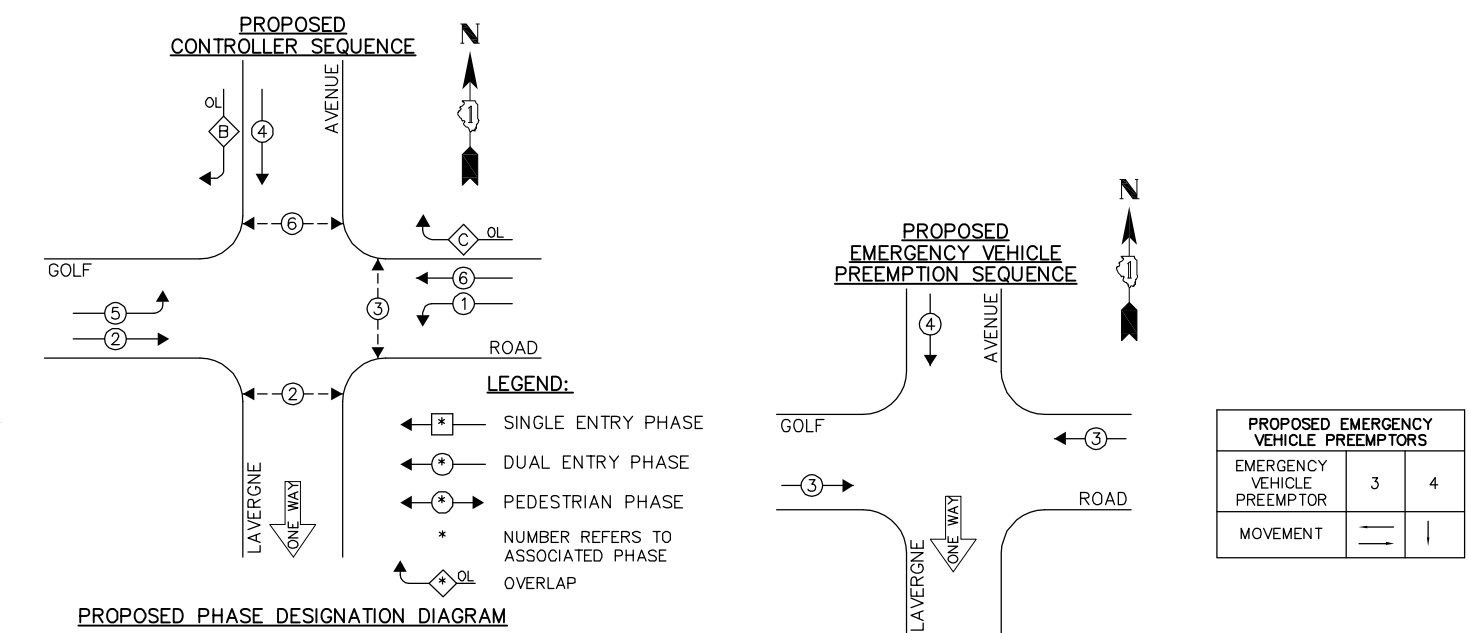 PROPOSED
CONTROLLER SEQUENCE
N
1
AVENUE
OL
B
4
6
C OL
GOLF
6
1
5
3
2
ROAD
2
LAVERGNE
ONE WAY
LEGEND:
* SINGLE ENTRY PHASE
* DUAL ENTRY PHASE
* PEDESTRIAN PHASE
* NUMBER REFERS TO
ASSOCIATED PHASE
* OL OVERLAP
PROPOSED PHASE DESIGNATION DIAGRAM
N
1
PROPOSED
EMERGENCY VEHICLE
PREEMPTION SEQUENCE
4
AVENUE
GOLF
3
3
ROAD
ONE WAY
LAVERGNE
PROPOSED EMERGENCY
VEHICLE PREEMPTORS
EMERGENCY
VEHICLE
PREEMPTOR
3
4
MOVEMENT